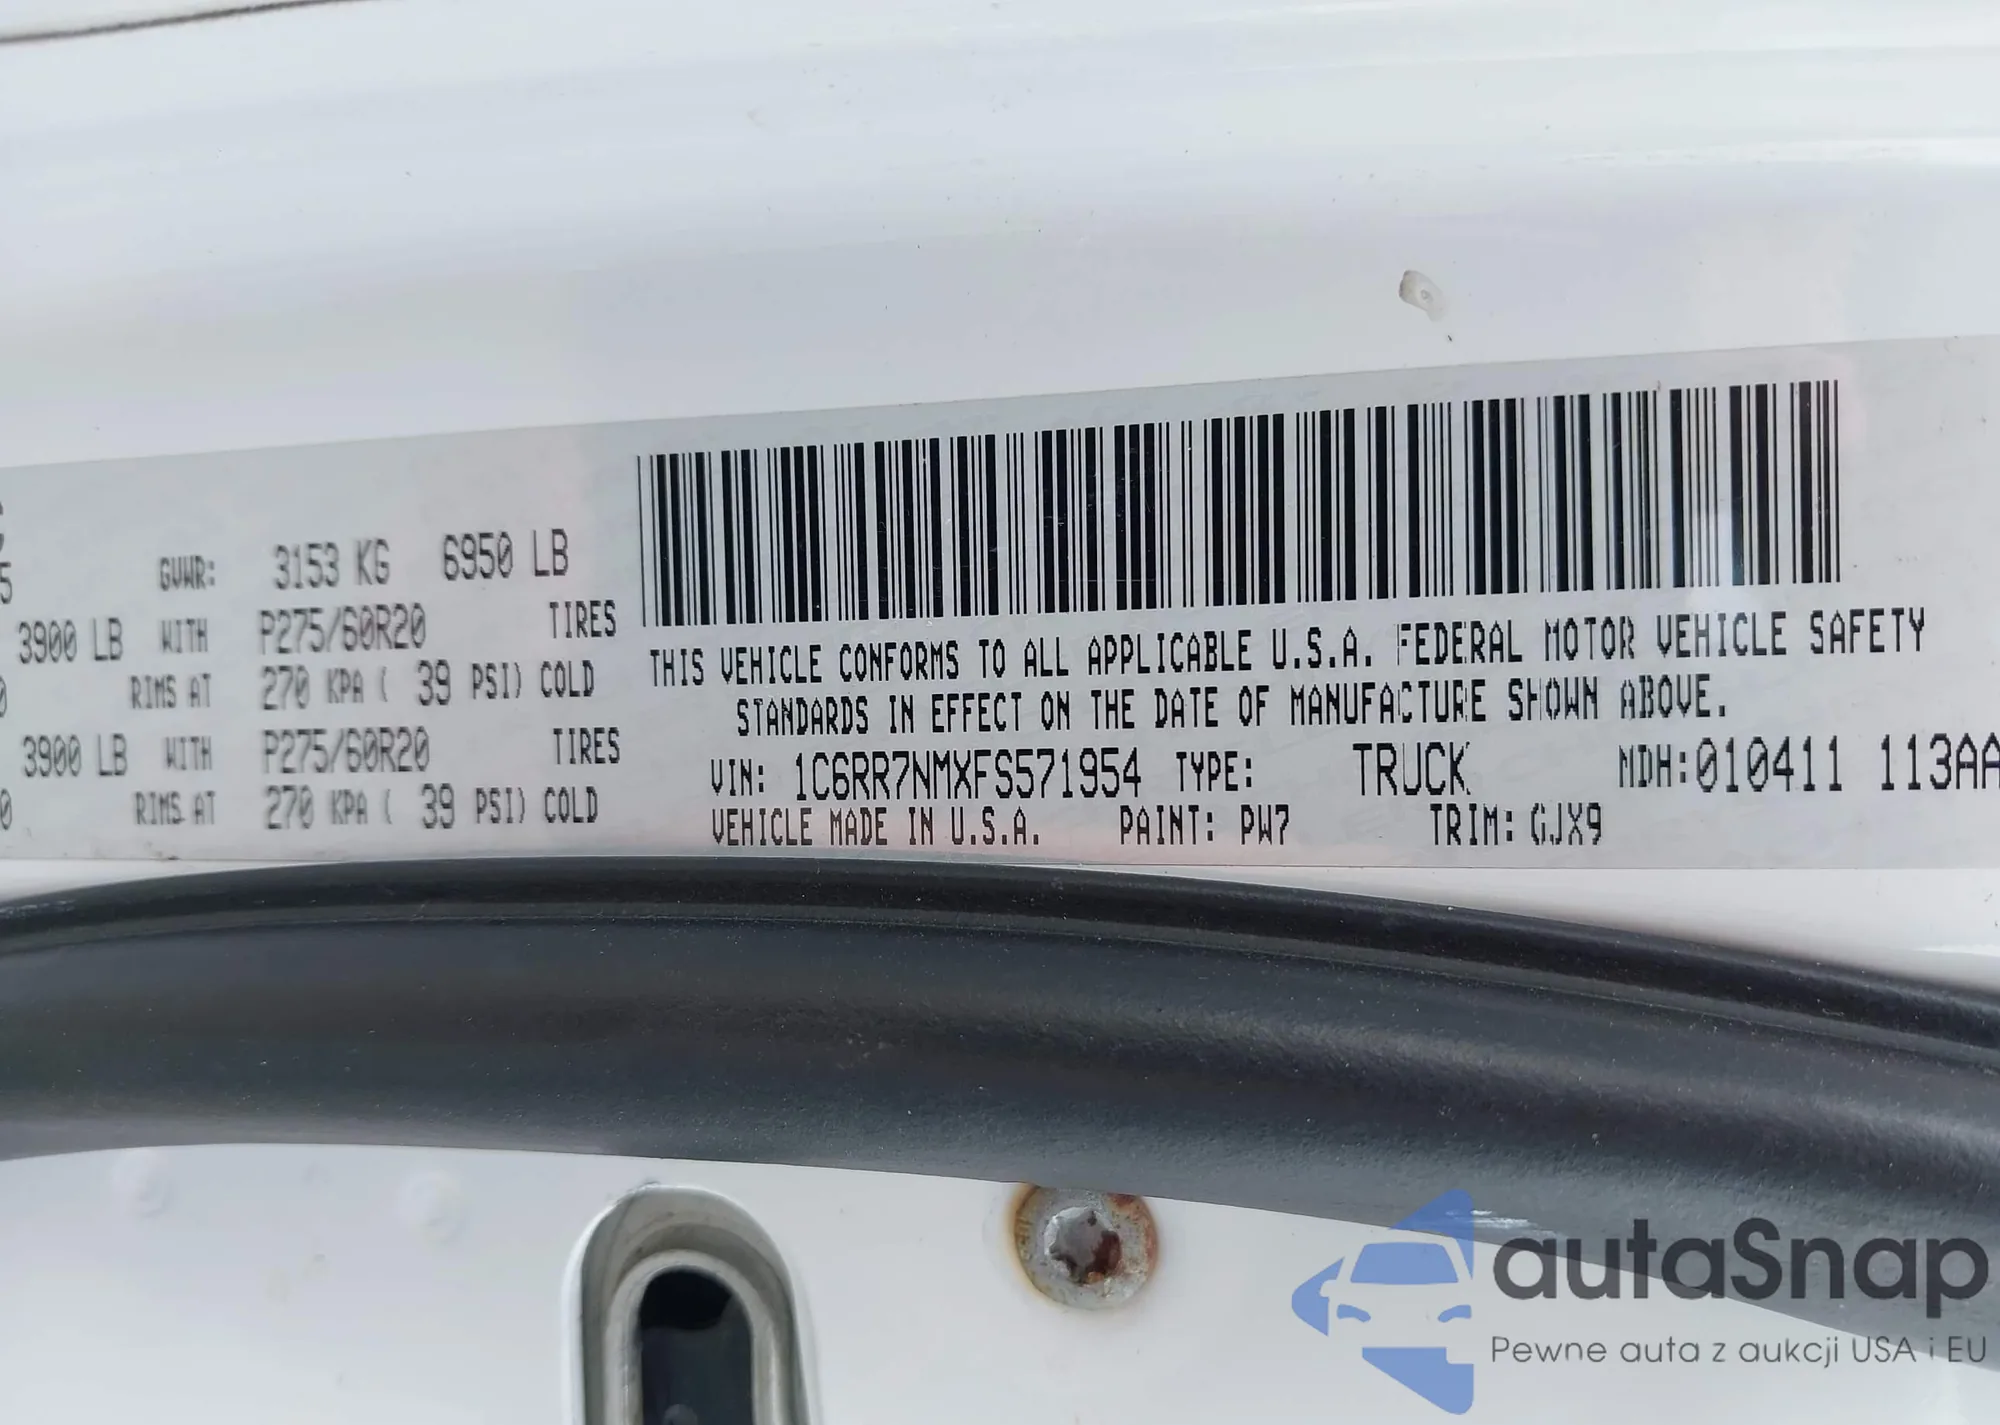 GVWR: 3153 KG 6950 LB
3900 LB WITH P275/60R20 TIRES
RIMS AT 270 KPA ( 39 PSI) COLD
3900 LB WITH P275/60R20 TIRES
RIMS AT 270 KPA ( 39 PSI) COLD
THIS VEHICLE CONFORMS TO ALL APPLICABLE U.S.A. FEDERAL MOTOR VEHICLE SAFETY
STANDARDS IN EFFECT ON THE DATE OF MANUFACTURE SHOWN ABOVE.
VIN: 1C6RR7NMXFS571954 TYPE: TRUCK MDH:010411 113AA
VEHICLE MADE IN U.S.A. PAINT: PW7 TRIM: GJX9
autaSnap
Pewne auta z aukcji USA i EU